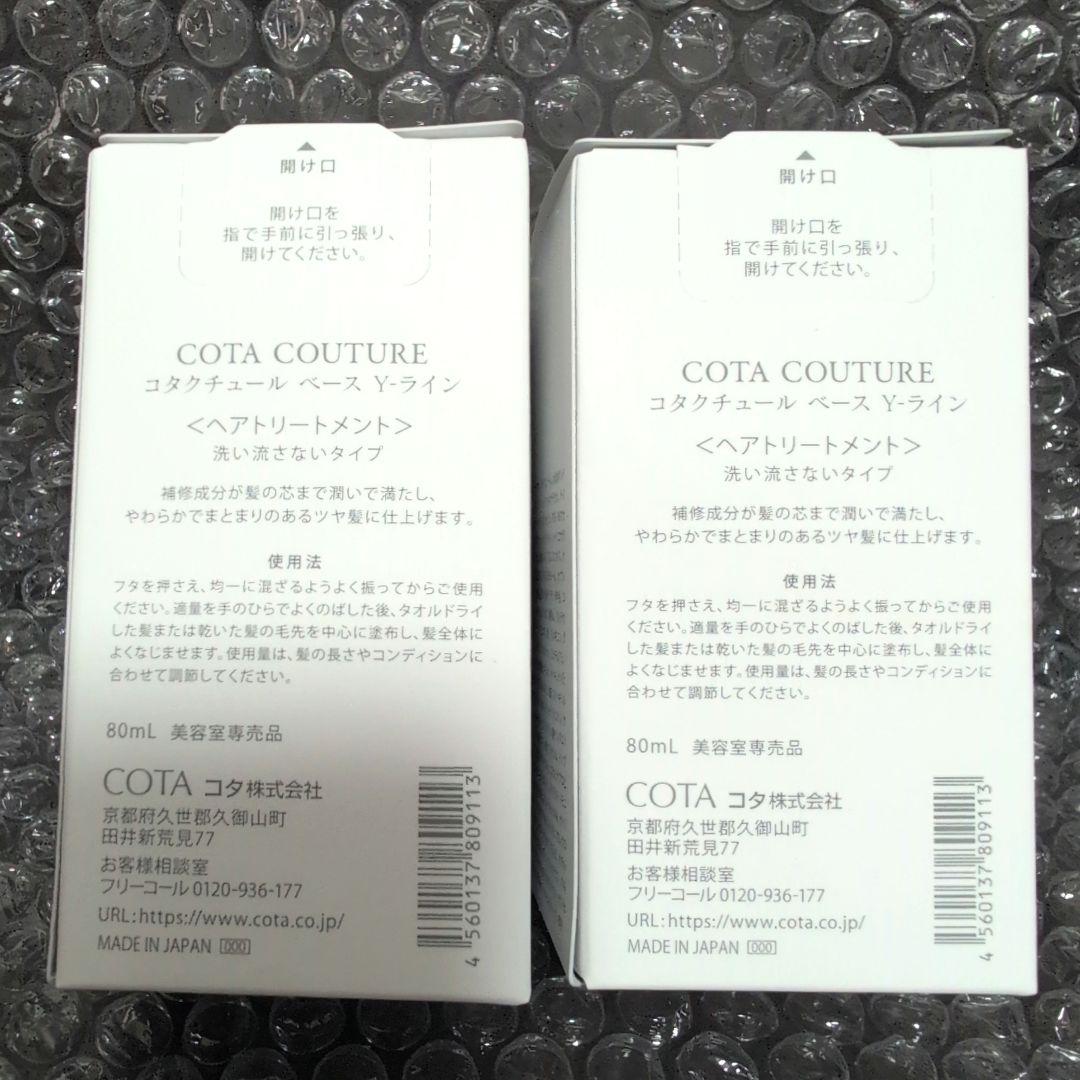 開け口
開け口を
指で手前に引っ張り、
開けてください。
COTA COUTURE
コタクチュール ベース Y-ライン
<ヘアトリートメント>
洗い流さないタイプ
補修成分が髪の芯まで潤いで満たし、
やわらかでまとまりのあるツヤ髪に仕上げます。
使用法
フタを押さえ、均一に混ざるようよく振ってからご使用
ください。適量を手のひらでよくのばした後、タオルドライ
した髪または乾いた髪の毛先を中心に塗布し、髪全体に
よくなじませます。使用量は、髪の長さやコンディションに
合わせて調節してください。
80mL 美容室専売品
COTA コタ株式会社
京都府久世郡久御山町
田井新荒見77
お客様相談室
フリーコール 0120-936-177
URL:https://www.cota.co.jp/
MADE IN JAPAN 000
4 560137 809113
開け口
開け口を
指で手前に引っ張り、
開けてください。
COTA COUTURE
コタクチュール ベース Y-ライン
<ヘアトリートメント>
洗い流さないタイプ
補修成分が髪の芯まで潤いで満たし、
やわらかでまとまりのあるツヤ髪に仕上げます。
使用法
フタを押さえ、均一に混ざるようよく振ってからご使用
ください。適量を手のひらでよくのばした後、タオルドライ
した髪または乾いた髪の毛先を中心に塗布し、髪全体に
よくなじませます。使用量は、髪の長さやコンディションに
合わせて調節してください。
80mL 美容室専売品
COTA コタ株式会社
京都府久世郡久御山町
田井新荒見77
お客様相談室
フリーコール 0120-936-177
URL:https://www.cota.co.jp/
MADE IN JAPAN 000
4 560137 809113